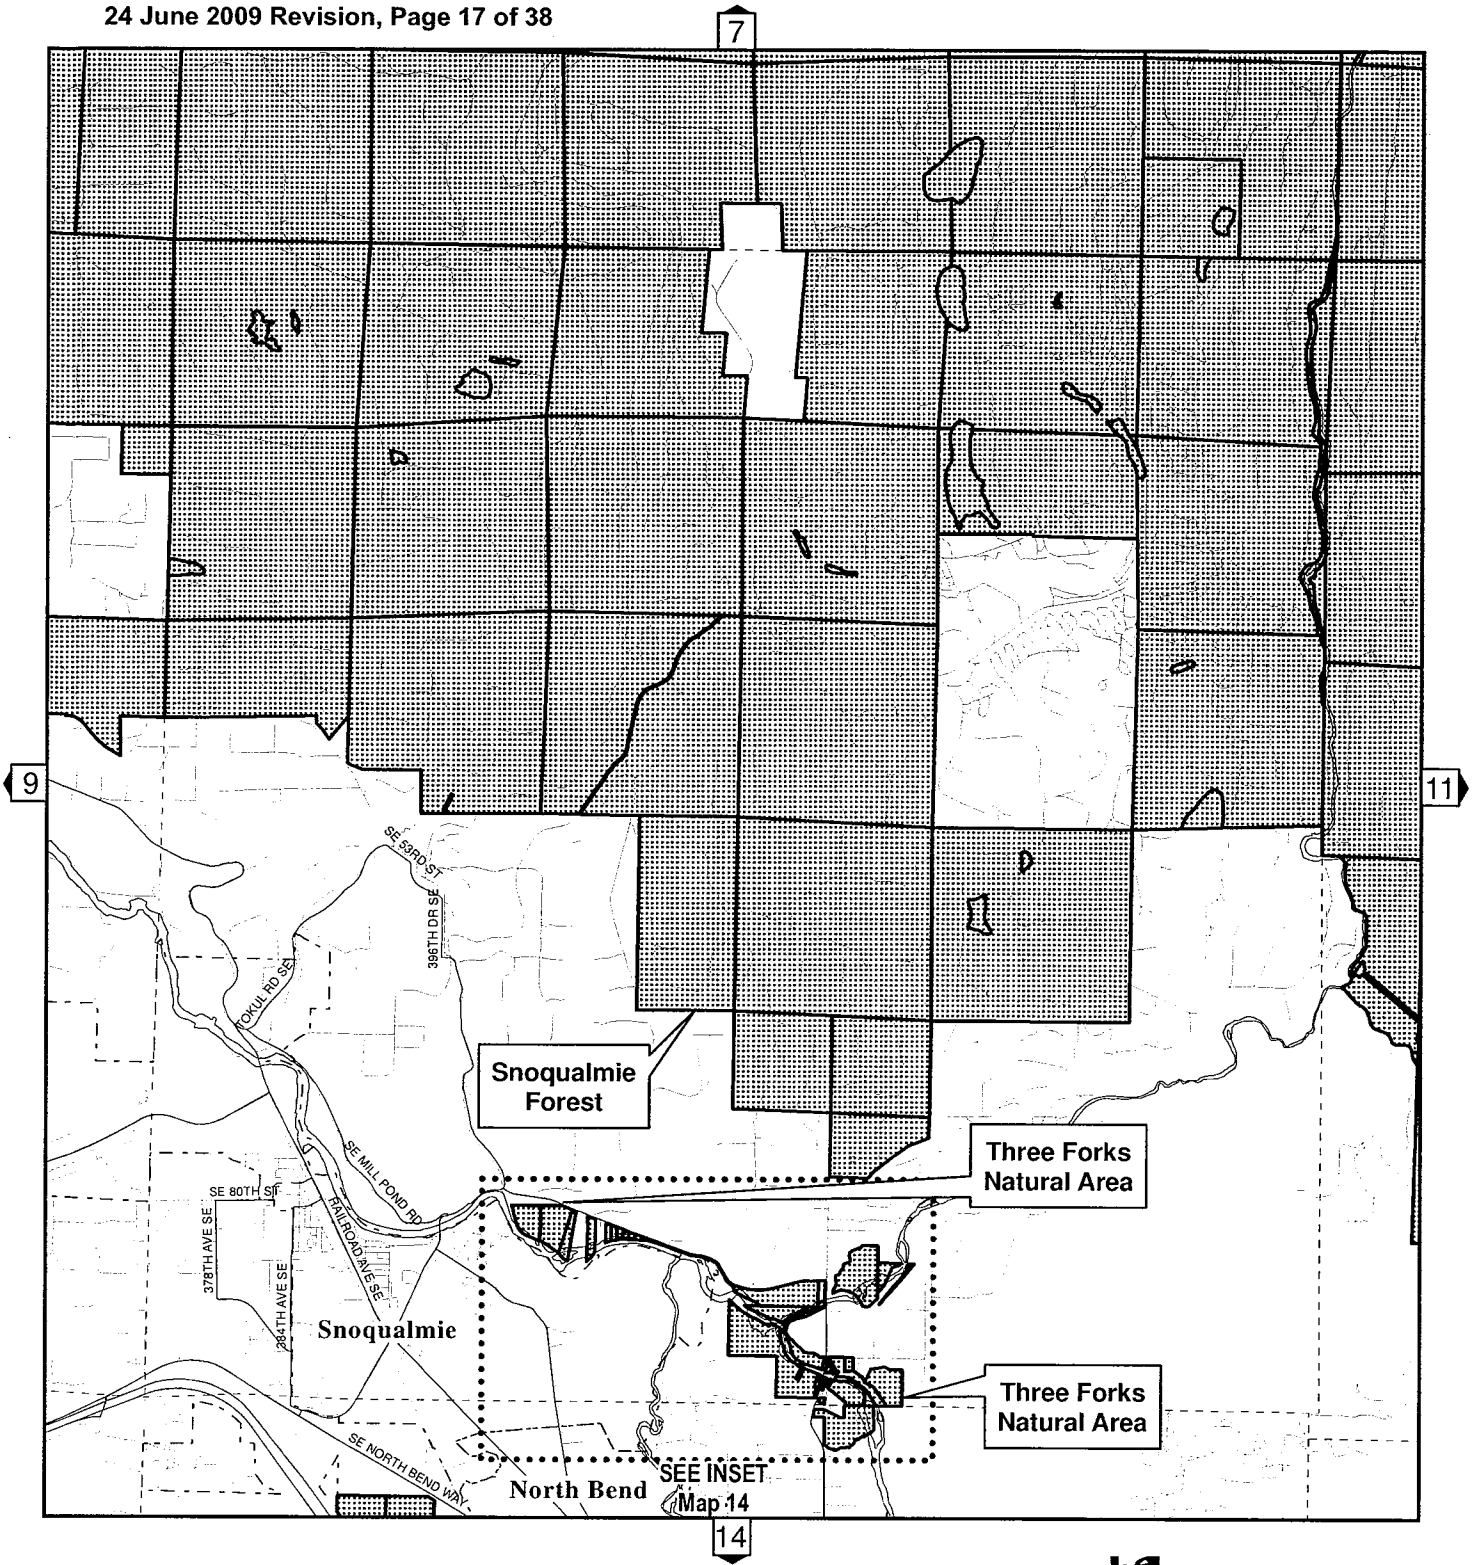 24 June 2009 Revision, Page 17 of 38
7
9
11
SE 53RD ST
396TH DR SE
TOKUL RD SE
Snoqualmie
Forest
Three Forks
Natural Area
SE MILL POND RD
SE 80TH ST
RAILROAD AVE SE
378TH AVE SE
384TH AVE SE
Snoqualmie
Three Forks
Natural Area
SE NORTH BEND WAY
North Bend
SEE INSET
Map 14
14